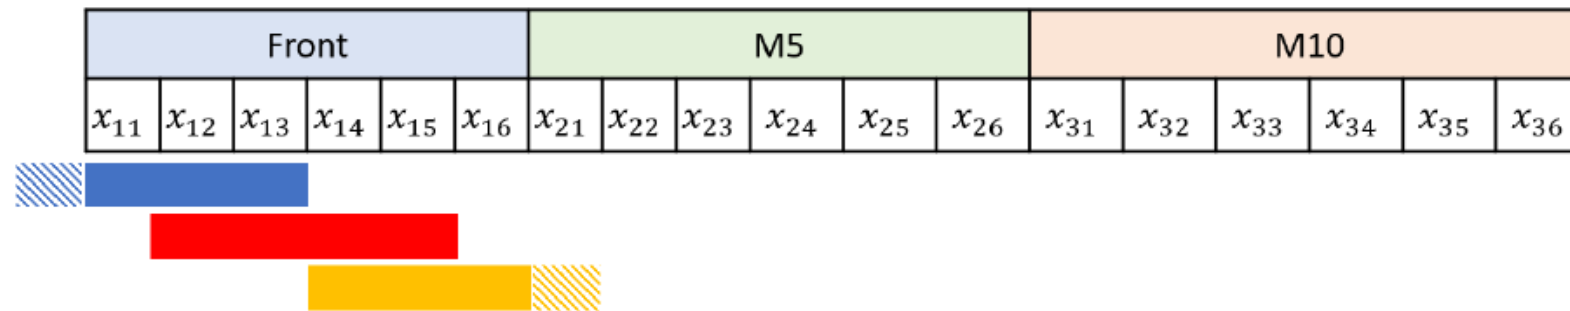 Front M5 M10
x₁₁ x₁₂ x₁₃ x₁₄ x₁₅ x₁₆ x₂₁ x₂₂ x₂₃ x₂₄ x₂₅ x₂₆ x₃₁ x₃₂ x₃₃ x₃₄ x₃₅ x₃₆